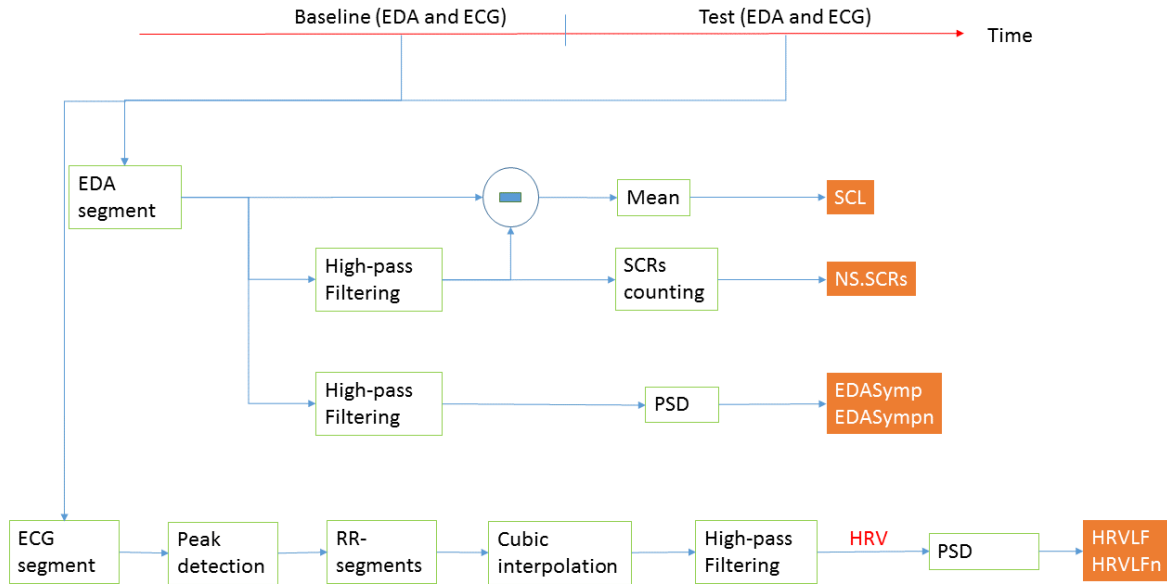 Baseline (EDA and ECG)
Test (EDA and ECG)
Time
EDA
segment
Mean
SCL
High-pass
Filtering
SCRs
counting
NS.SCRs
High-pass
Filtering
PSD
EDASymp
EDASympn
ECG
segment
Peak
detection
RR-
segments
Cubic
interpolation
High-pass
Filtering
HRV
PSD
HRVLF
HRVLFn